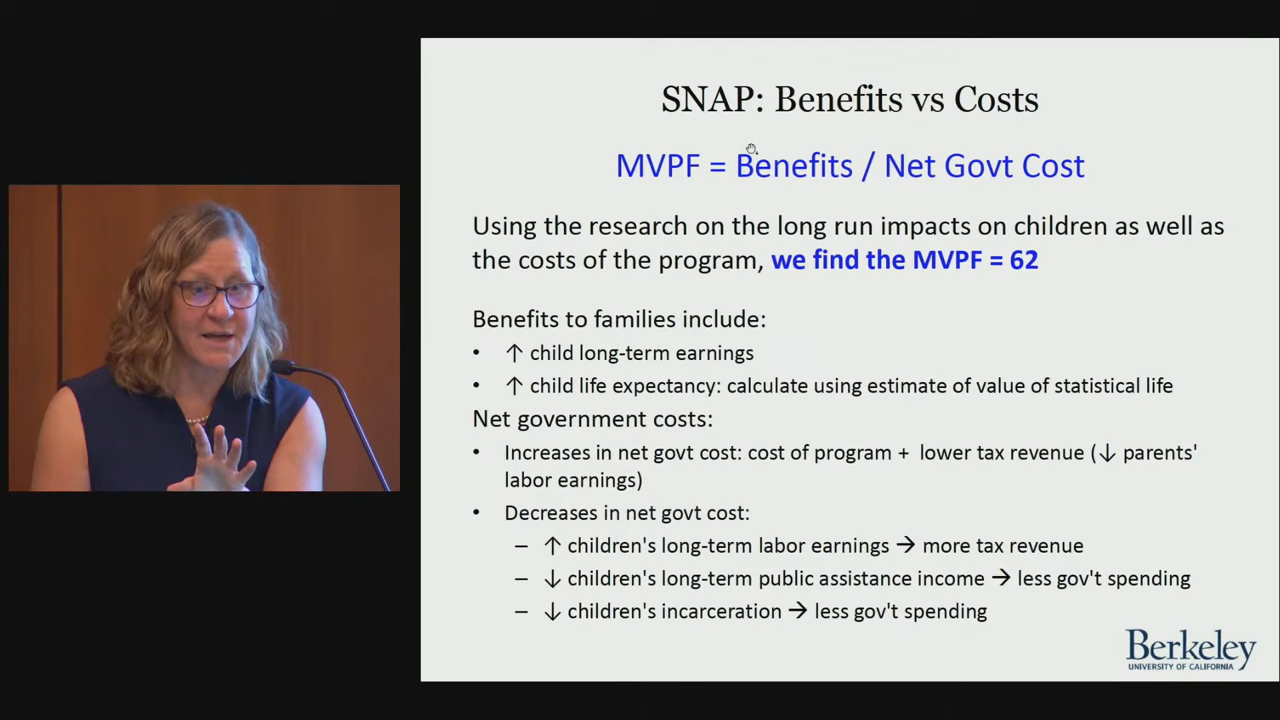 SNAP: Benefits vs Costs
MVPF = Benefits / Net Govt Cost
Using the research on the long run impacts on children as well as
the costs of the program, we find the MVPF = 62
Benefits to families include:
• ↑ child long-term earnings
• ↑ child life expectancy: calculate using estimate of value of statistical life
Net government costs:
• Increases in net govt cost: cost of program + lower tax revenue (↓ parents'
labor earnings)
• Decreases in net govt cost:
– ↑ children's long-term labor earnings → more tax revenue
– ↓ children's long-term public assistance income → less gov't spending
– ↓ children's incarceration → less gov't spending
Berkeley
UNIVERSITY OF CALIFORNIA